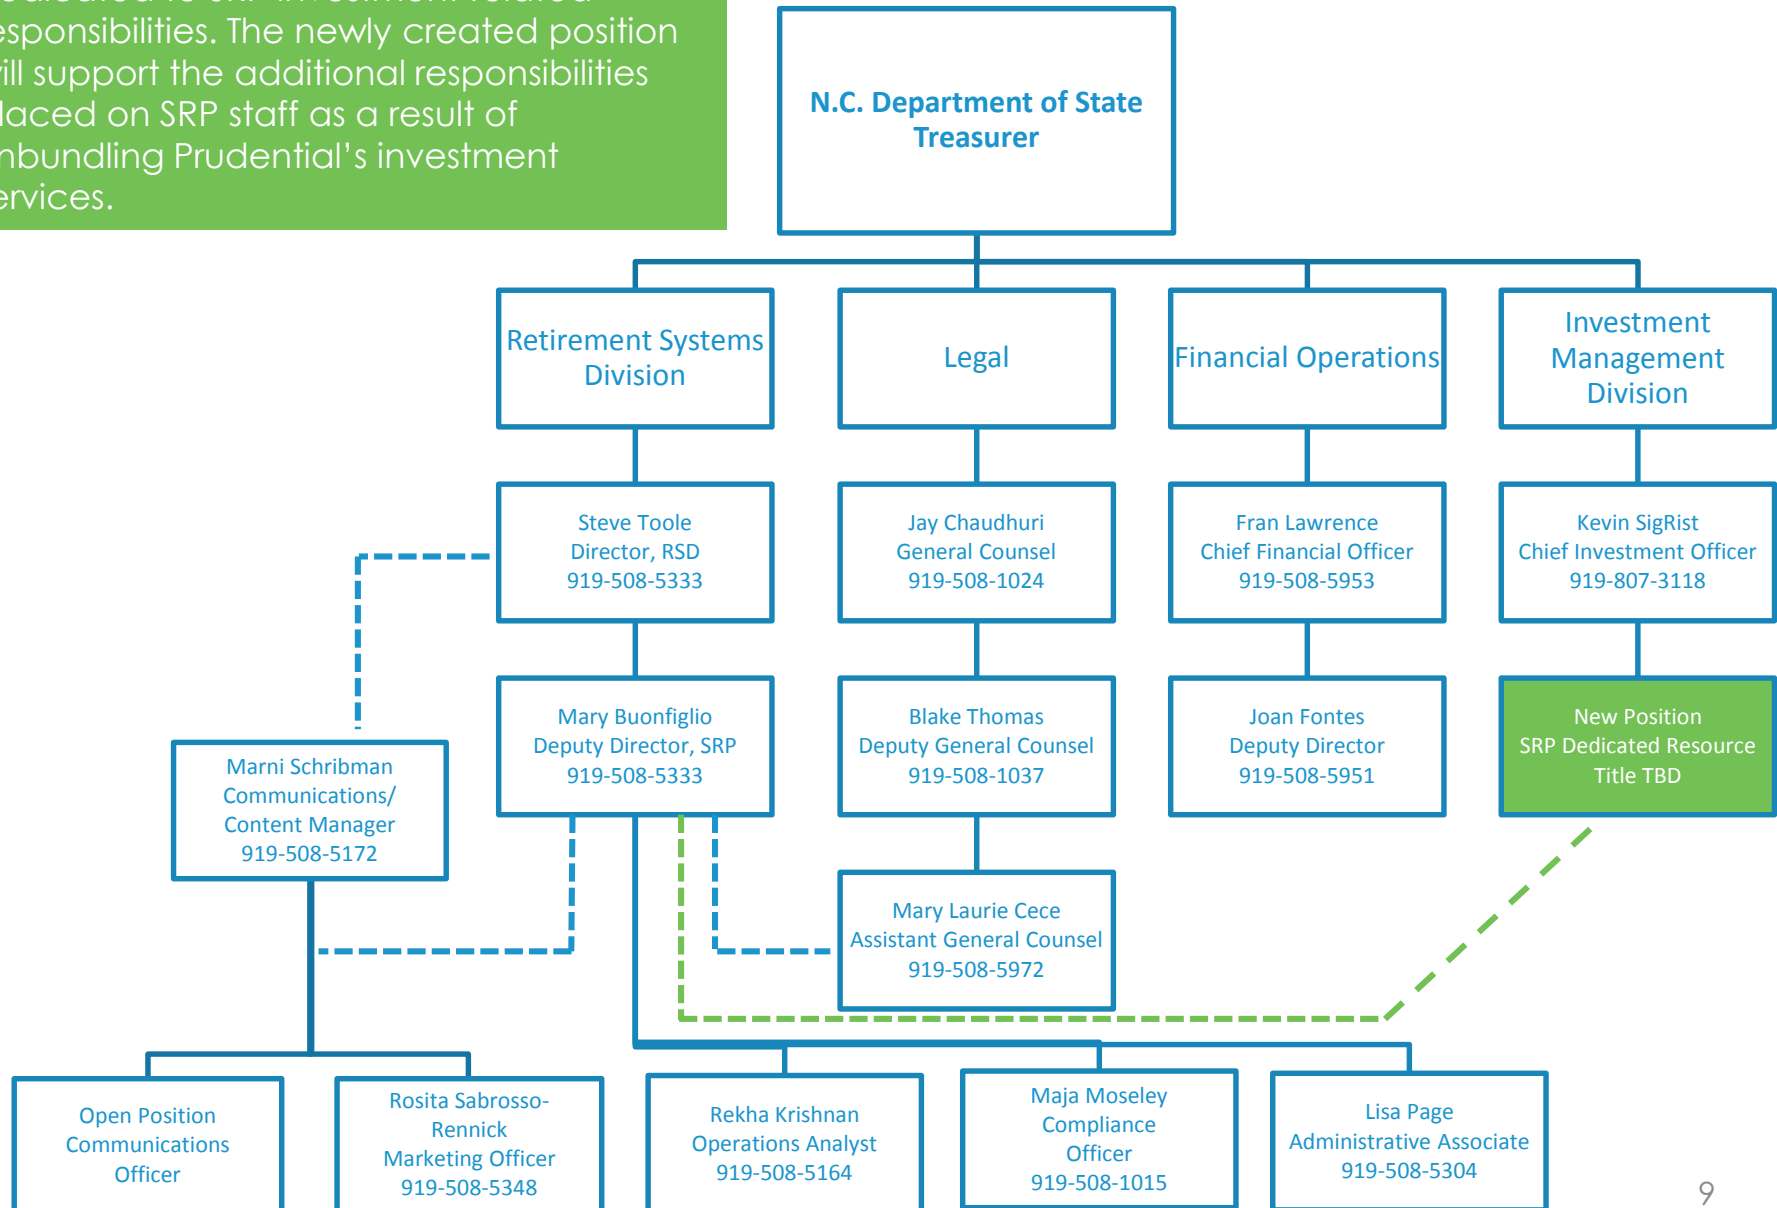 to SRP investment related
esponsibilities. The newly created position
ill support the additional responsibilities
laced on SRP staff as a result of
nbundling Prudential's investment
ervices.
N.C. Department of State
Treasurer
Retirement Systems
Division
Legal
Financial Operations
Investment
Management
Division
Steve Toole
Director, RSD
919-508-5333
Jay Chaudhuri
General Counsel
919-508-1024
Fran Lawrence
Chief Financial Officer
919-508-5953
Kevin SigRist
Chief Investment Officer
919-807-3118
Mary Buonfiglio
Deputy Director, SRP
919-508-5333
Blake Thomas
Deputy General Counsel
919-508-1037
Joan Fontes
Deputy Director
919-508-5951
New Position
SRP Dedicated Resource
Title TBD
Marni Schribman
Communications/
Content Manager
919-508-5172
Mary Laurie Cece
Assistant General Counsel
919-508-5972
Open Position
Communications
Officer
Rosita Sabrosso-
Rennick
Marketing Officer
919-508-5348
Rekha Krishnan
Operations Analyst
919-508-5164
Maja Moseley
Compliance
Officer
919-508-1015
Lisa Page
Administrative Associate
919-508-5304
9